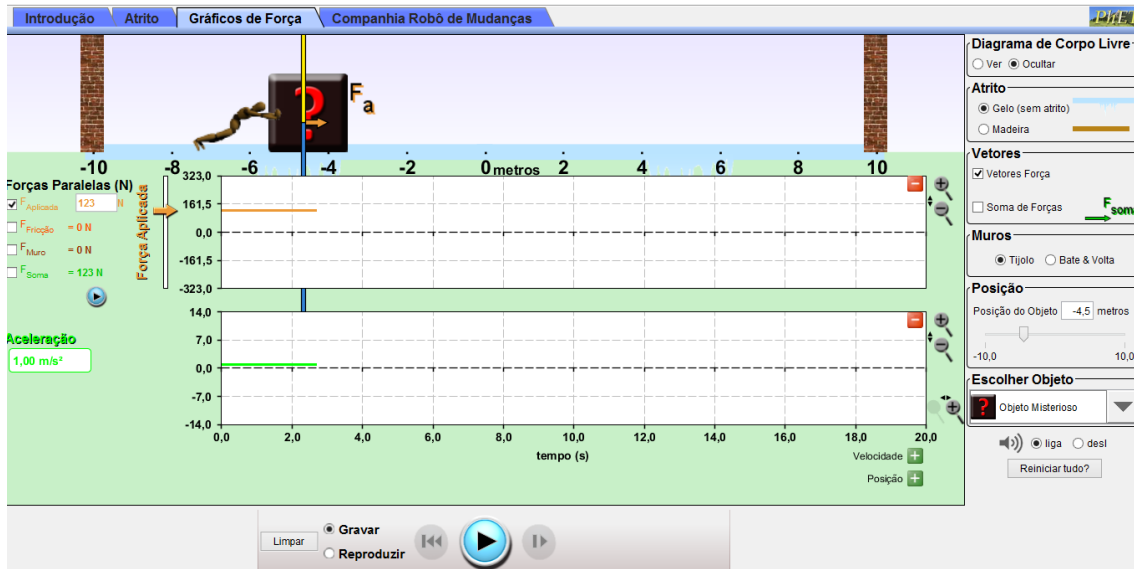 Introdução
Atrito
Gráficos de Força
Companhia Robô de Mudanças
PhET
Fa
?
-10
-8
-6
-4
-2
0 metros
2
4
6
8
10
Forças Paralelas (N)
FAplicada 123 N
FFricção = 0 N
FMuro = 0 N
FSoma = 123 N
Força Aplicada
323,0
161,5
0,0
-161,5
-323,0
Aceleração
1,00 m/s²
14,0
7,0
0,0
-7,0
-14,0
0,0
2,0
4,0
6,0
8,0
10,0
12,0
14,0
16,0
18,0
20,0
tempo (s)
Velocidade
Posição
Limpar
Gravar
Reproduzir
Diagrama de Corpo Livre
Ver
Ocultar
Atrito
Gelo (sem atrito)
Madeira
Vetores
Vetores Força
Soma de Forças
Fsom
Muros
Tijolo
Bate & Volta
Posição
Posição do Objeto -4,5 metros
-10,0
10,0
Escolher Objeto
? Objeto Misterioso
liga
desl
Reiniciar tudo?